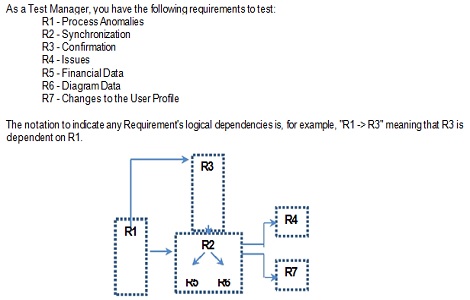 As a Test Manager, you have the following requirements to test:
R1 - Process Anomalies
R2 - Synchronization
R3 - Confirmation
R4 - Issues
R5 - Financial Data
R6 - Diagram Data
R7 - Changes to the User Profile
The notation to indicate any Requirement's logical dependencies is, for example, "R1 -> R3" meaning that R3 is
dependent on R1.
R3
R4
R1
R2
R7
R5 R6